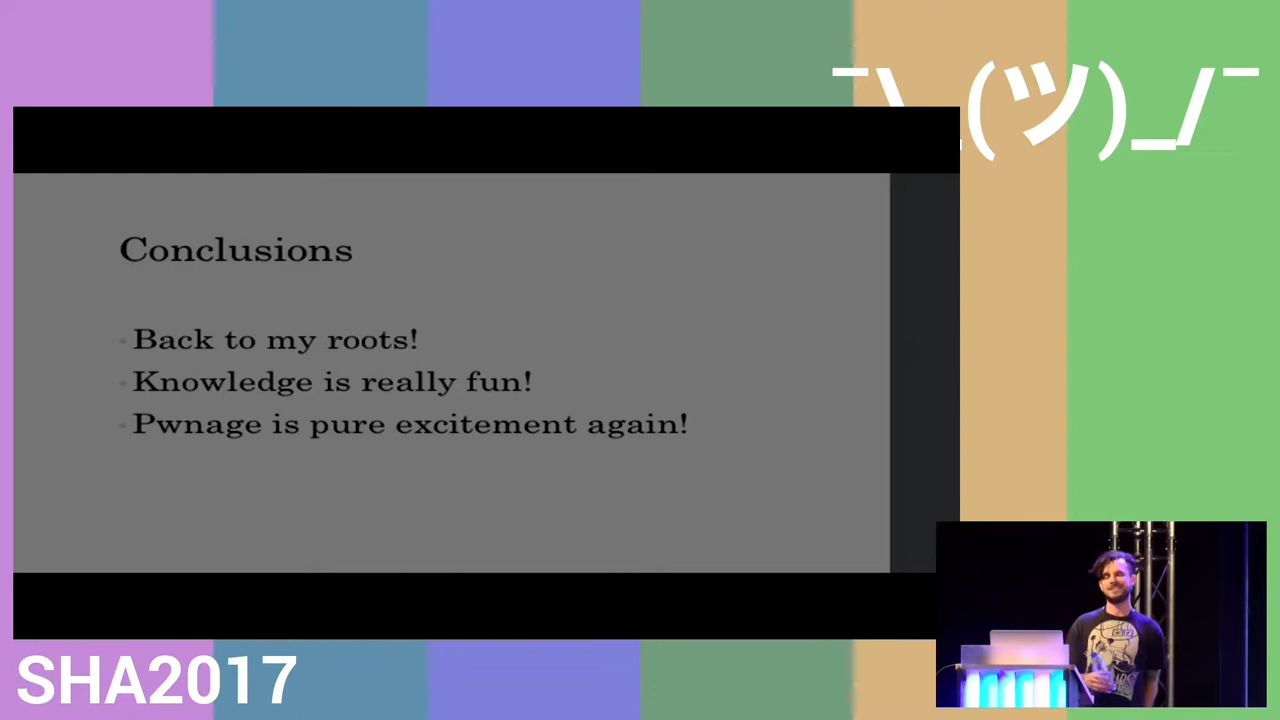 ¯\_(ツ)_/¯
Conclusions
Back to my roots!
Knowledge is really fun!
Pwnage is pure excitement again!
SHA2017